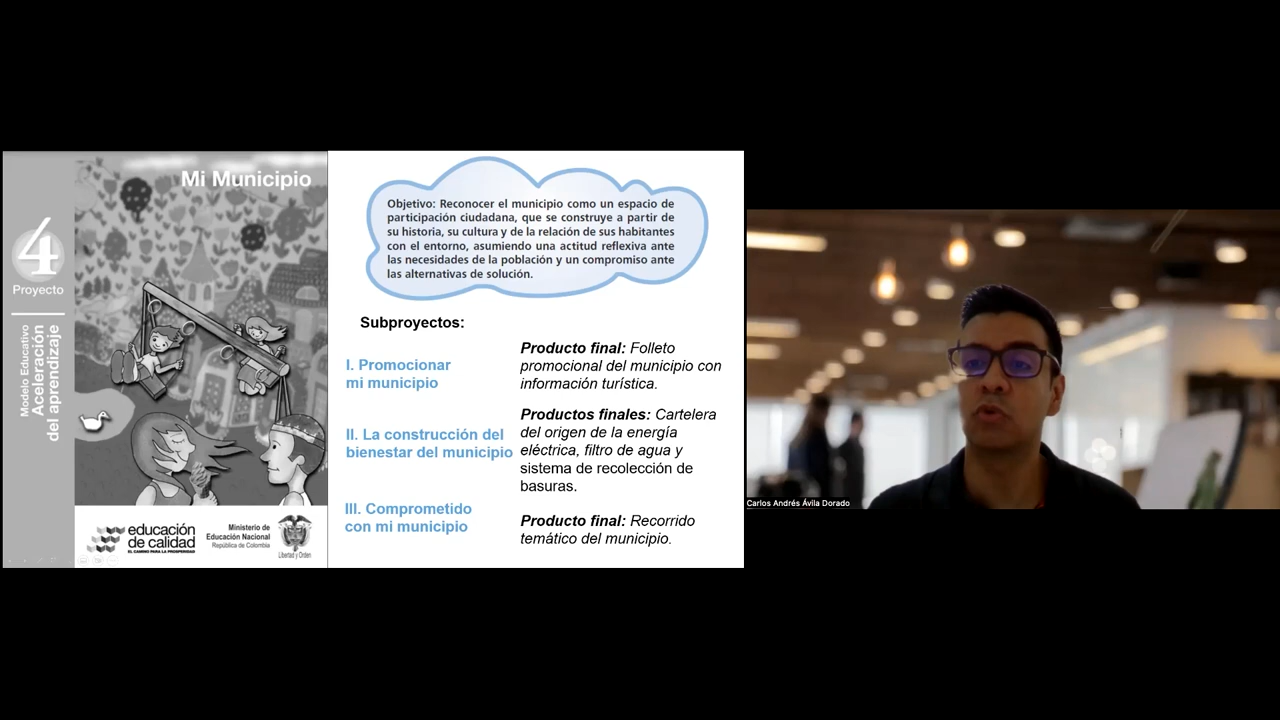 Mi Municipio
4
Proyecto
Modelo Educativo
Aceleración
del aprendizaje
educación
de calidad
EL CAMINO PARA LA PROSPERIDAD
Ministerio de
Educación Nacional
República de Colombia
Libertad y Orden
Objetivo: Reconocer el municipio como un espacio de
participación ciudadana, que se construye a partir de
su historia, su cultura y de la relación de sus habitantes
con el entorno, asumiendo una actitud reflexiva ante
las necesidades de la población y un compromiso ante
las alternativas de solución.
Subproyectos:
I. Promocionar
mi municipio
Producto final: Folleto
promocional del municipio con
información turística.
II. La construcción del
bienestar del municipio
Productos finales: Cartelera
del origen de la energía
eléctrica, filtro de agua y
sistema de recolección de
basuras.
III. Comprometido
con mi municipio
Producto final: Recorrido
temático del municipio.
Carlos Andrés Ávila Dorado